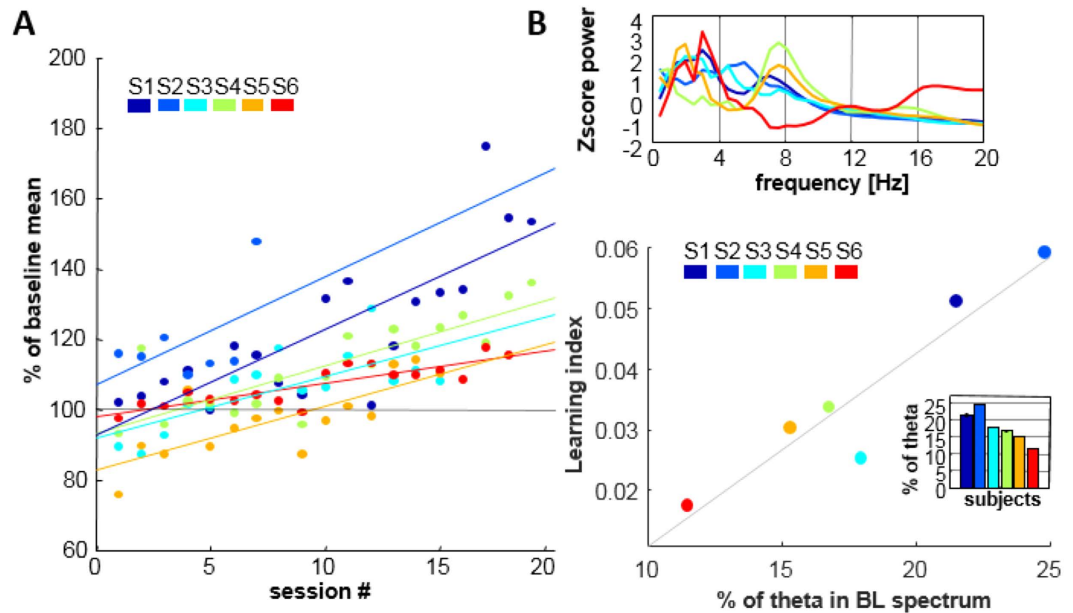 A
% of baseline mean
200
180
160
140
120
100
80
60
S1 S2 S3 S4 S5 S6
0 5 10 15 20
session #
B
Zscore power
4
3
2
1
0
-1
-2
0 4 8 12 16 20
frequency [Hz]
Learning index
0.06
0.05
0.04
0.03
0.02
S1 S2 S3 S4 S5 S6
10 15 20 25
% of theta in BL spectrum
% of theta
25
20
15
10
5
0
subjects